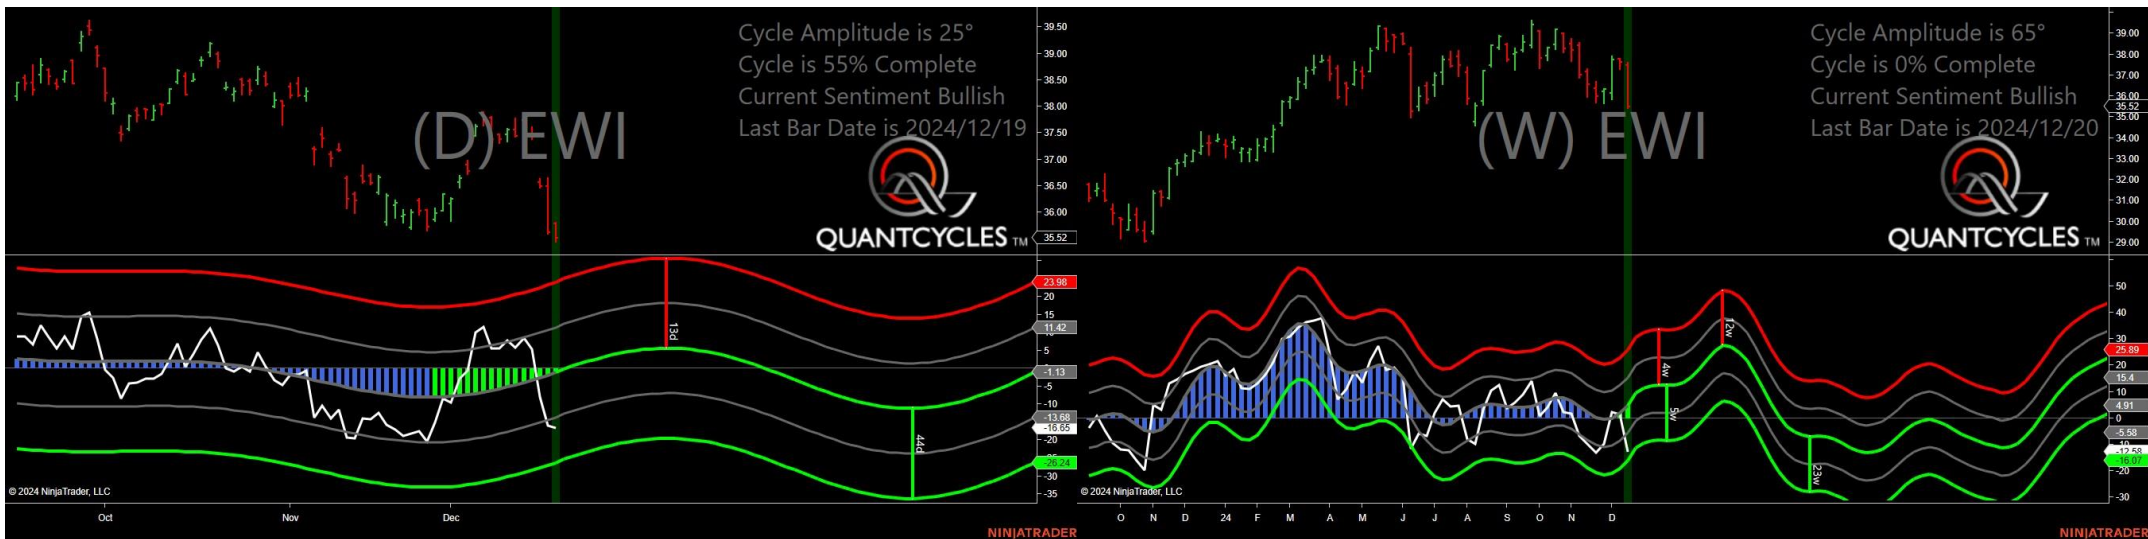 Cycle Amplitude is 25°
Cycle is 55% Complete
Current Sentiment Bullish
Last Bar Date is 2024/12/19
(D) EWI
QUANTCYCLES TM
39.50
39.00
38.50
38.00
37.50
37.00
36.50
36.00
35.52
23.98
20
15
11.42
5
-1.13
-5
-10
-13.68
-16.65
-20
-26.24
-30
-35
13d
44d
© 2024 NinjaTrader, LLC
Oct Nov Dec
NINJATRADER
Cycle Amplitude is 65°
Cycle is 0% Complete
Current Sentiment Bullish
Last Bar Date is 2024/12/20
(W) EWI
QUANTCYCLES TM
39.00
38.00
37.00
36.00
35.52
35.00
34.00
33.00
32.00
31.00
30.00
29.00
50
40
30
25.89
15.4
4.91
0
-5.58
-12.58
-16.07
-20
-30
4w
5w
12w
23w
© 2024 NinjaTrader, LLC
O N D 24 F M A M J J A S O N D
NINJATRADER